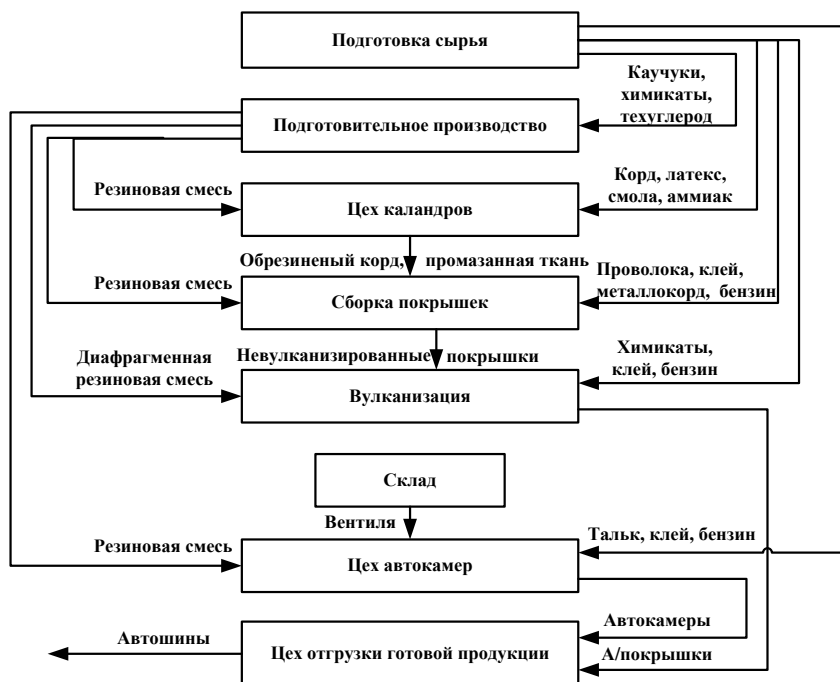 Подготовка сырья
Каучуки,
химикаты,
техуглерод
Подготовительное производство
Резиновая смесь
Цех каландров
Корд, латекс,
смола, аммиак
Обрезиненый корд, промазанная ткань
Резиновая смесь
Сборка покрышек
Проволока, клей,
металлокорд, бензин
Диафрагменная
резиновая смесь
Невулканизированные покрышки
Химикаты,
клей, бензин
Вулканизация
Склад
Вентиля
Резиновая смесь
Цех автокамер
Тальк, клей, бензин
Автокамеры
Автошины
Цех отгрузки готовой продукции
А/покрышки